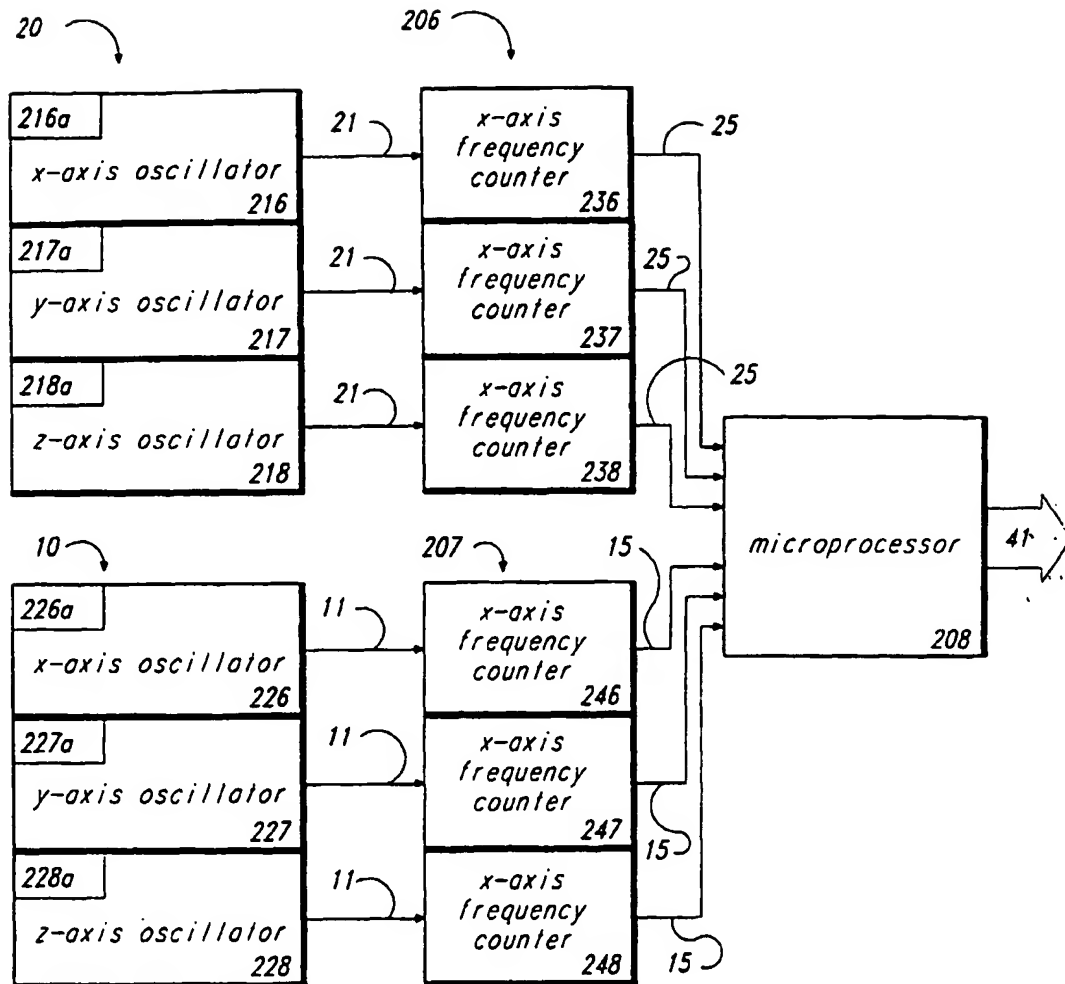 20
206
216a
x-axis oscillator
216
21
x-axis
frequency
counter
236
25
217a
y-axis oscillator
217
21
x-axis
frequency
counter
237
25
218a
z-axis oscillator
218
21
x-axis
frequency
counter
238
25
microprocessor
208
41
10
207
226a
x-axis oscillator
226
11
x-axis
frequency
counter
246
15
227a
y-axis oscillator
227
11
x-axis
frequency
counter
247
15
228a
z-axis oscillator
228
11
x-axis
frequency
counter
248
15